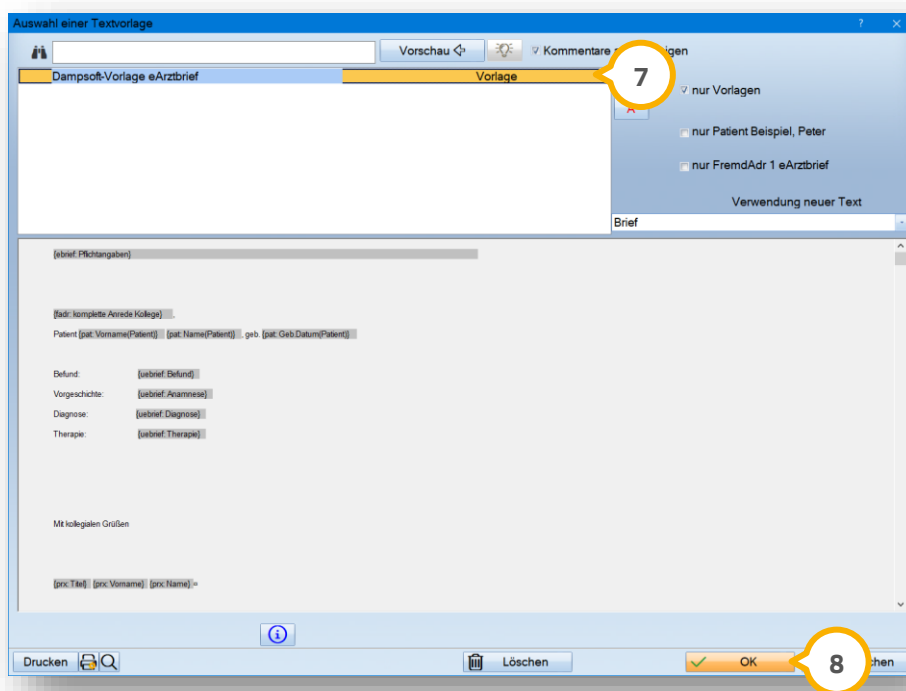 Auswahl einer Textvorlage ? ×
Vorschau Kommentare eigen
Dampsoft-Vorlage eArztbrief Vorlage
7
nur Vorlagen
nur Patient Beispiel, Peter
nur FremdAdr 1 eArztbrief
Verwendung neuer Text
Brief
{ebrief: Pflichtangaben}
{fadr: komplette Anrede Kollege} ,
Patient {pat: Vorname(Patient)} {pat: Name(Patient)} , geb. {pat: Geb.Datum(Patient)}
Befund: {uebrief: Befund}
Vorgeschichte: {uebrief: Anamnese}
Diagnose: {uebrief: Diagnose}
Therapie: {uebrief: Therapie}
Mit kollegialen Grüßen
{prx: Titel} {prx: Vorname} {prx: Name} =
Drucken Löschen OK 8 chen